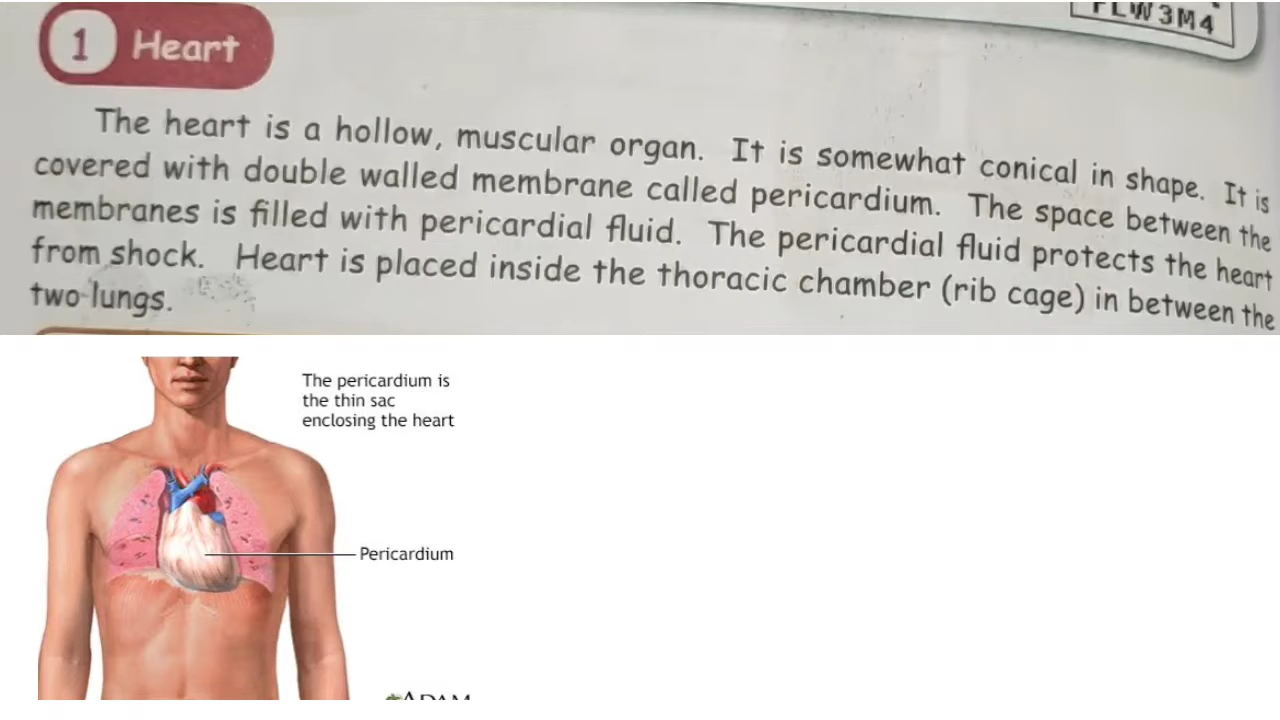 FLW3M4
1 Heart
The heart is a hollow, muscular organ. It is somewhat conical in shape. It is
covered with double walled membrane called pericardium. The space between the
membranes is filled with pericardial fluid. The pericardial fluid protects the heart
from shock. Heart is placed inside the thoracic chamber (rib cage) in between the
two lungs.
The pericardium is
the thin sac
enclosing the heart
Pericardium
ADAM